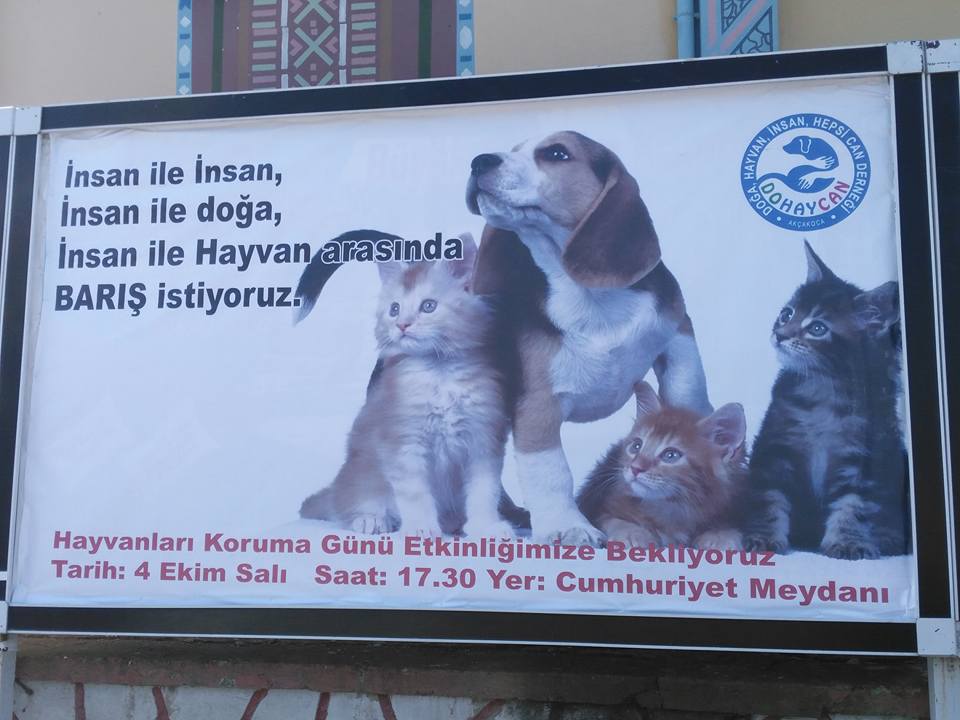 İnsan ile İnsan,
İnsan ile doğa,
İnsan ile Hayvan arasında
BARIŞ istiyoruz.
DOĞA, HAYVAN, İNSAN, HEPSİ CAN DERNEĞİ
DOHAYCAN
• AKÇAKOCA •
Hayvanları Koruma Günü Etkinliğimize Bekliyoruz
Tarih: 4 Ekim Salı Saat: 17.30 Yer: Cumhuriyet Meydanı